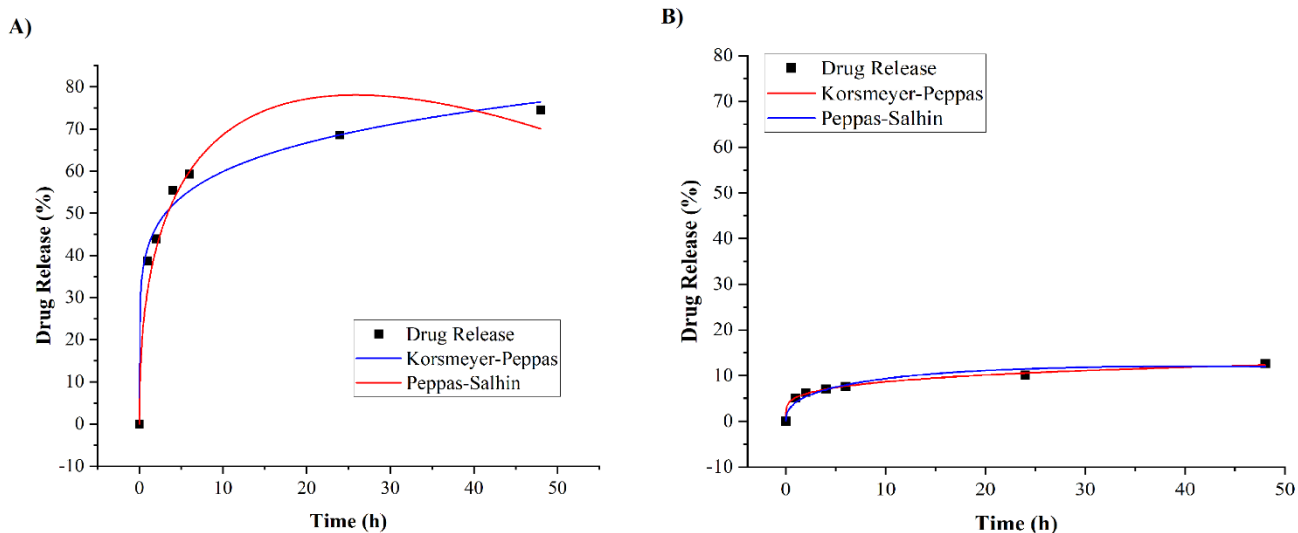 A)
80
70
60
50
40
30
20
10
0
-10
Drug Release (%)
Drug Release
Korsmeyer-Peppas
Peppas-Salhin
0 10 20 30 40 50
Time (h)
B)
80
70
60
50
40
30
20
10
0
-10
Drug Release (%)
Drug Release
Korsmeyer-Peppas
Peppas-Salhin
0 10 20 30 40 50
Time (h)